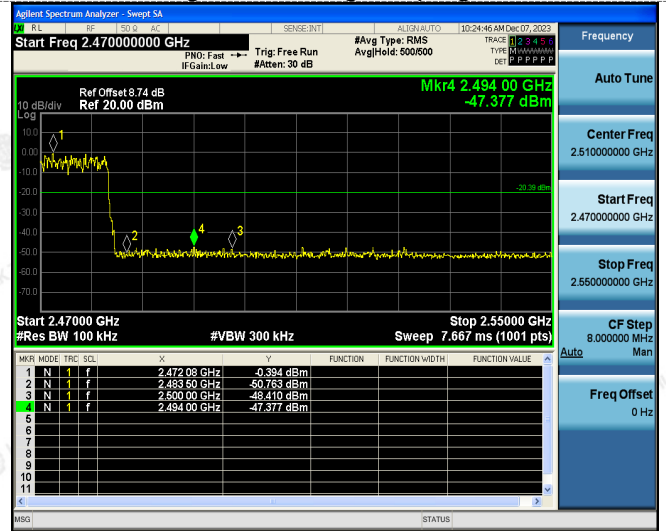 Agilent Spectrum Analyzer - Swept SA
LXI RL RF 50 Ω AC SENSE:INT ALIGN AUTO 10:24:46 AM Dec 07, 2023
Start Freq 2.470000000 GHz
PNO: Fast
IFGain:Low
Trig: Free Run
#Atten: 30 dB
#Avg Type: RMS
Avg|Hold: 500/500
TRACE 1 2 3 4 5 6
TYPE M
DET P P P P P P
Mkr4 2.494 00 GHz
-47.377 dBm
Ref Offset 8.74 dB
10 dB/div Ref 20.00 dBm
Log
10.0
0.00
-10.0
-20.0
-30.0
-40.0
-50.0
-60.0
-70.0
1
2
4
3
-20.39 dBm
Start 2.47000 GHz Stop 2.55000 GHz
#Res BW 100 kHz #VBW 300 kHz Sweep 7.667 ms (1001 pts)
MKR MODE TRC SCL X Y FUNCTION FUNCTION WIDTH FUNCTION VALUE
1 N 1 f 2.472 08 GHz -0.394 dBm
2 N 1 f 2.483 50 GHz -50.763 dBm
3 N 1 f 2.500 00 GHz -48.410 dBm
4 N 1 f 2.494 00 GHz -47.377 dBm
5
6
7
8
9
10
11
MSG STATUS
Frequency
Auto Tune
Center Freq
2.510000000 GHz
Start Freq
2.470000000 GHz
Stop Freq
2.550000000 GHz
CF Step
8.000000 MHz
Auto Man
Freq Offset
0 Hz